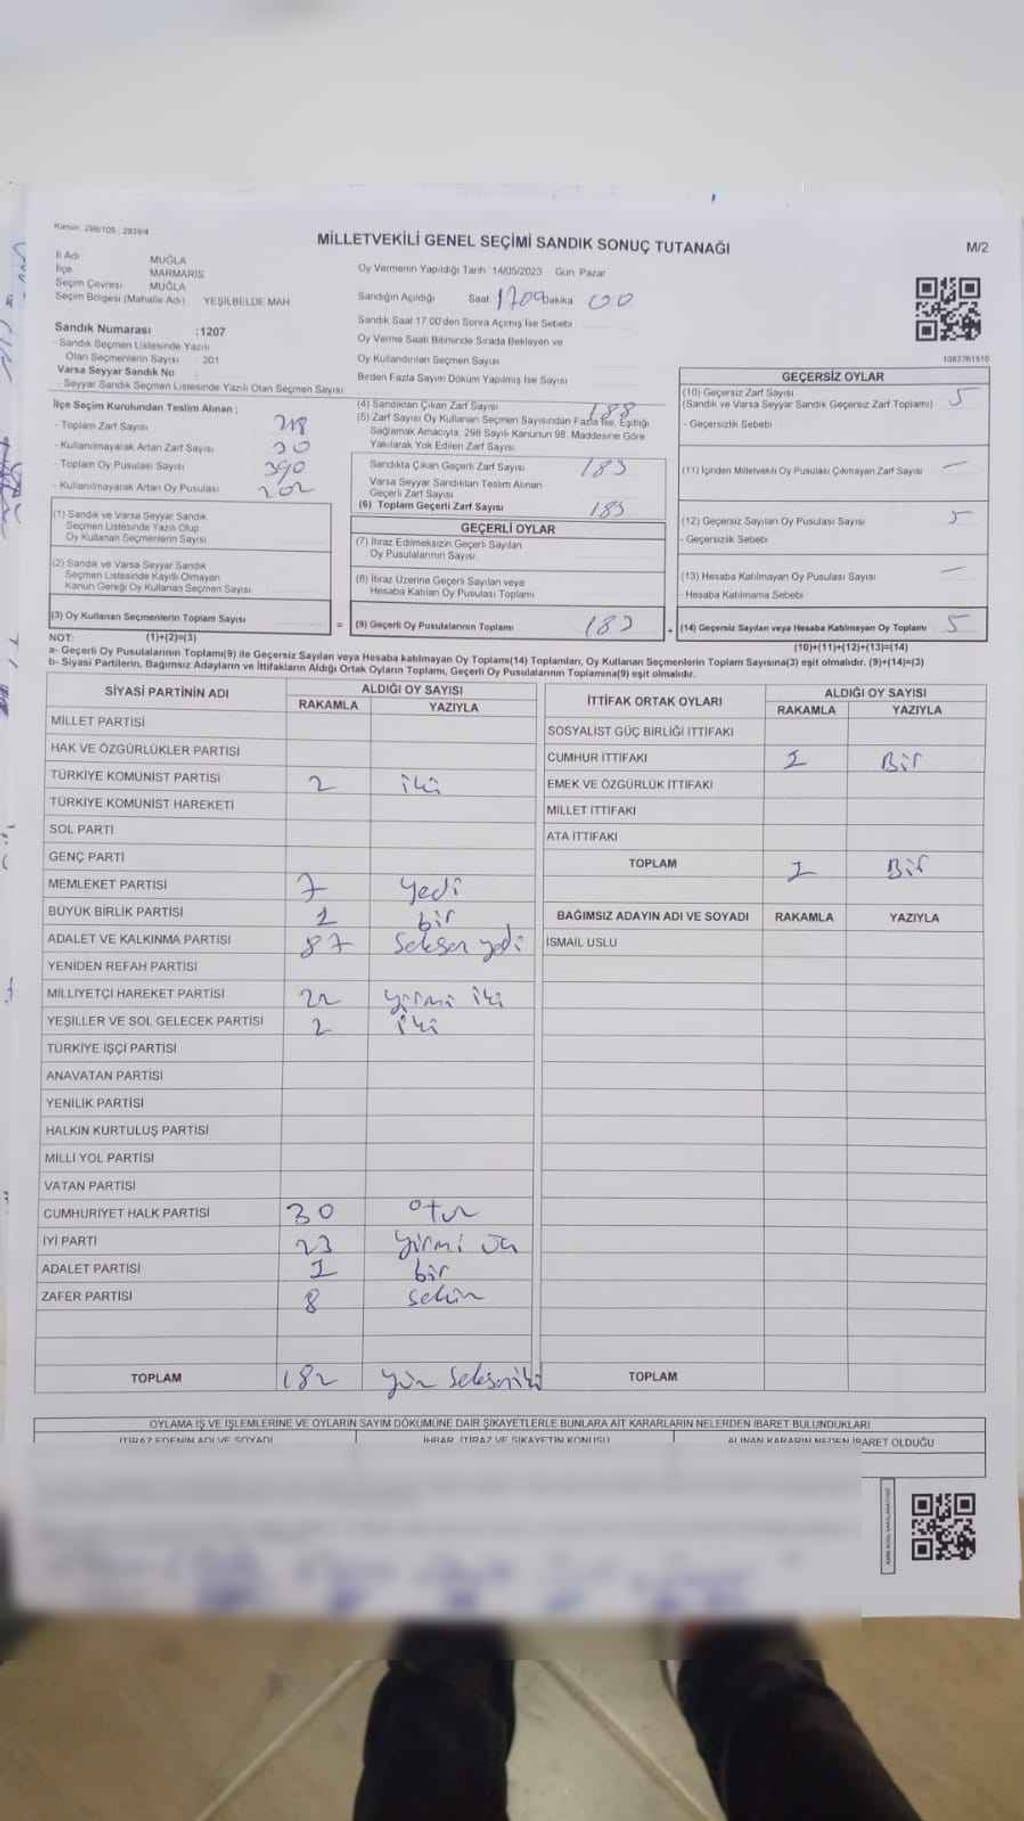 MİLLETVEKİLİ GENEL SEÇİMİ SANDIK SONUÇ TUTANAĞI
M/2
İl Adı MUĞLA
İlçe MARMARİS
Seçim Çevresi MUĞLA
Seçim Bölgesi (Mahalle Adı) YEŞİLBELDE MAH
Sandık Numarası :1207
Sandık Seçmen Listesinde Yazılı
Olan Seçmenlerin Sayısı 201
Varsa Seyyar Sandık No
Seyyar Sandık Seçmen Listesinde Yazılı Olan Seçmen Sayısı
Oy Vermenin Yapıldığı Tarih 14/05/2023 Gün Pazar
Sandığın Açıldığı Saat 1700 Dakika 00
Sandık Saat 17:00'den Sonra Açılmış İse Sebebi
Oy Verme Saati Bitiminde Sırada Bekleyen ve
Oy Kullandırılan Seçmen Sayısı
Birden Fazla Sayım Döküm Yapılmış İse Sayısı
1083761510
İlçe Seçim Kurulundan Teslim Alınan :
- Toplam Zarf Sayısı 218
- Kullanılmayarak Artan Zarf Sayısı 30
- Toplam Oy Pusulası Sayısı 390
- Kullanılmayarak Artan Oy Pusulası 202
(1) Sandık ve Varsa Seyyar Sandık
Seçmen Listesinde Yazılı Olup
Oy Kullanan Seçmenlerin Sayısı
(2) Sandık ve Varsa Seyyar Sandık
Seçmen Listesinde Kayıtlı Olmayan
Kanun Gereği Oy Kullanan Seçmen Sayısı
(3) Oy Kullanan Seçmenlerin Toplam Sayısı
(1)+(2)=(3)
(4) Sandıktan Çıkan Zarf Sayısı 188
(5) Zarf Sayısı Oy Kullanan Seçmen Sayısından Fazla İse, Eşitliği
Sağlamak Amacıyla, 298 Sayılı Kanunun 98. Maddesine Göre
Yakılarak Yok Edilen Zarf Sayısı
Sandıkta Çıkan Geçerli Zarf Sayısı 183
Varsa Seyyar Sandıktan Teslim Alınan
Geçerli Zarf Sayısı
(6) Toplam Geçerli Zarf Sayısı 183
GEÇERLİ OYLAR
(7) İtiraz Edilmeksizin Geçerli Sayılan
Oy Pusulalarının Sayısı
(8) İtiraz Üzerine Geçerli Sayılan veya
Hesaba Katılan Oy Pusulası Toplamı
= (9) Geçerli Oy Pusulalarının Toplamı 183
GEÇERSİZ OYLAR
(10) Geçersiz Zarf Sayısı 5
(Sandık ve Varsa Seyyar Sandık Geçersiz Zarf Toplamı)
- Geçersizlik Sebebi
(11) İçinden Milletvekili Oy Pusulası Çıkmayan Zarf Sayısı —
(12) Geçersiz Sayılan Oy Pusulası Sayısı 5
- Geçersizlik Sebebi
(13) Hesaba Katılmayan Oy Pusulası Sayısı —
- Hesaba Katılmama Sebebi
+ (14) Geçersiz Sayılan veya Hesaba Katılmayan Oy Toplamı 5
(10)+(11)+(12)+(13)=(14)
NOT:
a- Geçerli Oy Pusulalarının Toplamı(9) ile Geçersiz Sayılan veya Hesaba katılmayan Oy Toplamı(14) Toplamları, Oy Kullanan Seçmenlerin Toplam Sayısına(3) eşit olmalıdır. (9)+(14)=(3)
b- Siyasi Partilerin, Bağımsız Adayların ve İttifakların Aldığı Ortak Oyların Toplamı, Geçerli Oy Pusulalarının Toplamına(9) eşit olmalıdır.
SİYASİ PARTİNİN ADI ALDIĞI OY SAYISI
RAKAMLA YAZIYLA
MİLLET PARTİSİ
HAK VE ÖZGÜRLÜKLER PARTİSİ
TÜRKİYE KOMÜNİST PARTİSİ 2 iki
TÜRKİYE KOMÜNİST HAREKETİ
SOL PARTİ
GENÇ PARTİ
MEMLEKET PARTİSİ 7 yedi
BÜYÜK BİRLİK PARTİSİ 1 bir
ADALET VE KALKINMA PARTİSİ 87 Seksen yedi
YENİDEN REFAH PARTİSİ
MİLLİYETÇİ HAREKET PARTİSİ 22 yirmi iki
YEŞİLLER VE SOL GELECEK PARTİSİ 2 iki
TÜRKİYE İŞÇİ PARTİSİ
ANAVATAN PARTİSİ
YENİLİK PARTİSİ
HALKIN KURTULUŞ PARTİSİ
MİLLİ YOL PARTİSİ
VATAN PARTİSİ
CUMHURİYET HALK PARTİSİ 30 otuz
İYİ PARTİ 23 yirmi üç
ADALET PARTİSİ 1 bir
ZAFER PARTİSİ 8 sekiz
TOPLAM 182 yüz seksen iki
İTTİFAK ORTAK OYLARI ALDIĞI OY SAYISI
RAKAMLA YAZIYLA
SOSYALİST GÜÇ BİRLİĞİ İTTİFAKI
CUMHUR İTTİFAKI 1 Bir
EMEK VE ÖZGÜRLÜK İTTİFAKI
MİLLET İTTİFAKI
ATA İTTİFAKI
TOPLAM 1 Bir
BAĞIMSIZ ADAYIN ADI VE SOYADI RAKAMLA YAZIYLA
İSMAİL USLU
TOPLAM
OYLAMA İŞ VE İŞLEMLERİNE VE OYLARIN SAYIM DÖKÜMÜNE DAİR ŞİKAYETLERLE BUNLARA AİT KARARLARIN NELERDEN İBARET BULUNDUKLARI
İTİRAZ EDENİN ADI VE SOYADI İHBAR, İTİRAZ VE ŞİKAYETİN KONUSU ALINAN KARARIN NEDEN İBARET OLDUĞU